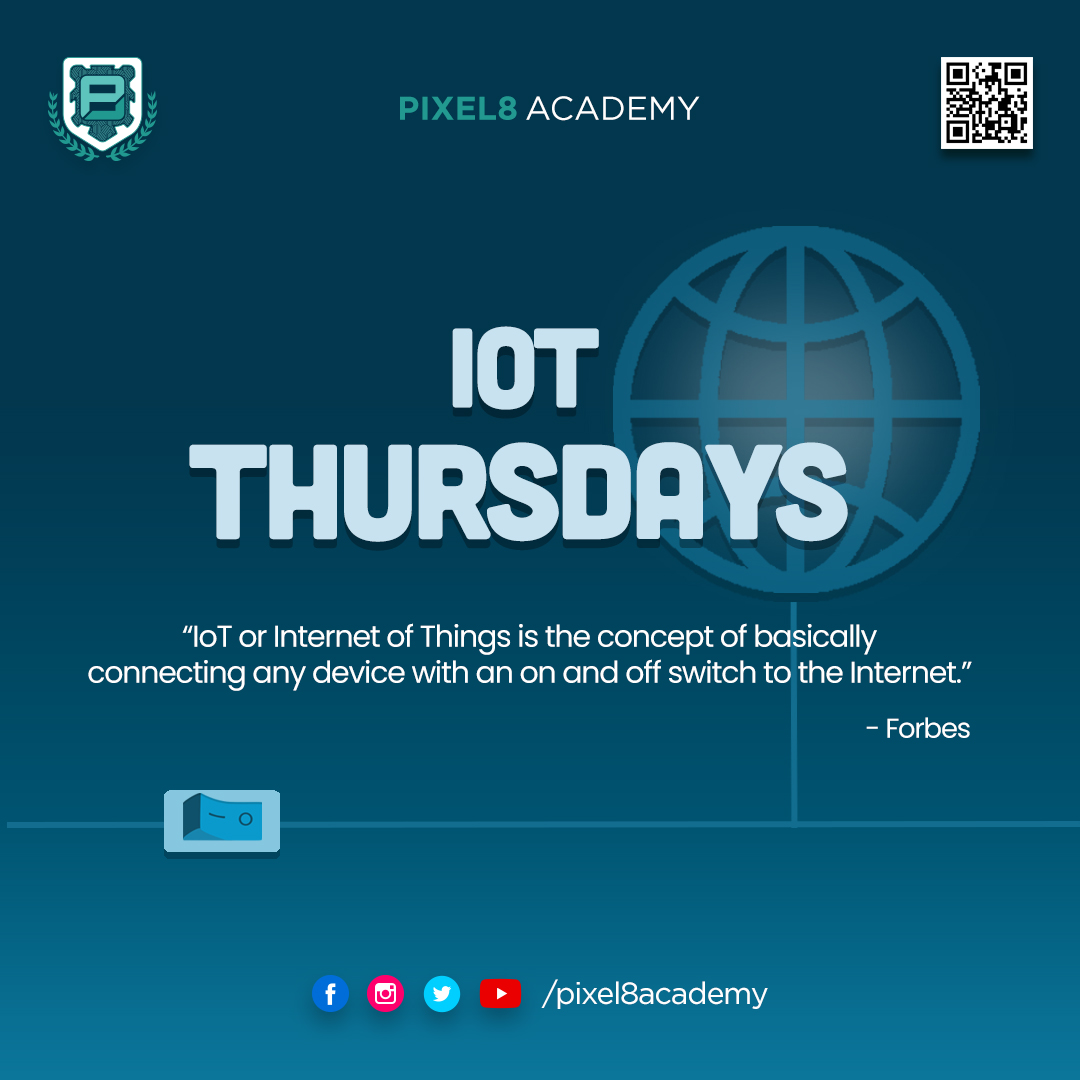 PIXEL8 ACADEMY
IOT
THURSDAYS
“IoT or Internet of Things is the concept of basically
connecting any device with an on and off switch to the Internet.”
- Forbes
/pixel8academy